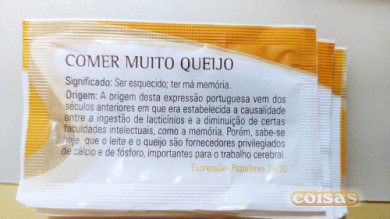 COMER MUITO QUEIJO
Significado: Ser esquecido; ter má memória.
Origem: A origem desta expressão portuguesa vem dos
séculos anteriores em que era estabelecida a causalidade
entre a ingestão de lacticínios e a diminuição de certas
faculdades intelectuais, como a memória. Porém, sabe-se
hoje, que o leite e o queijo são fornecedores privilegiados
de cálcio e de fósforo, importantes para o trabalho cerebral.
Expressões Populares
coisas